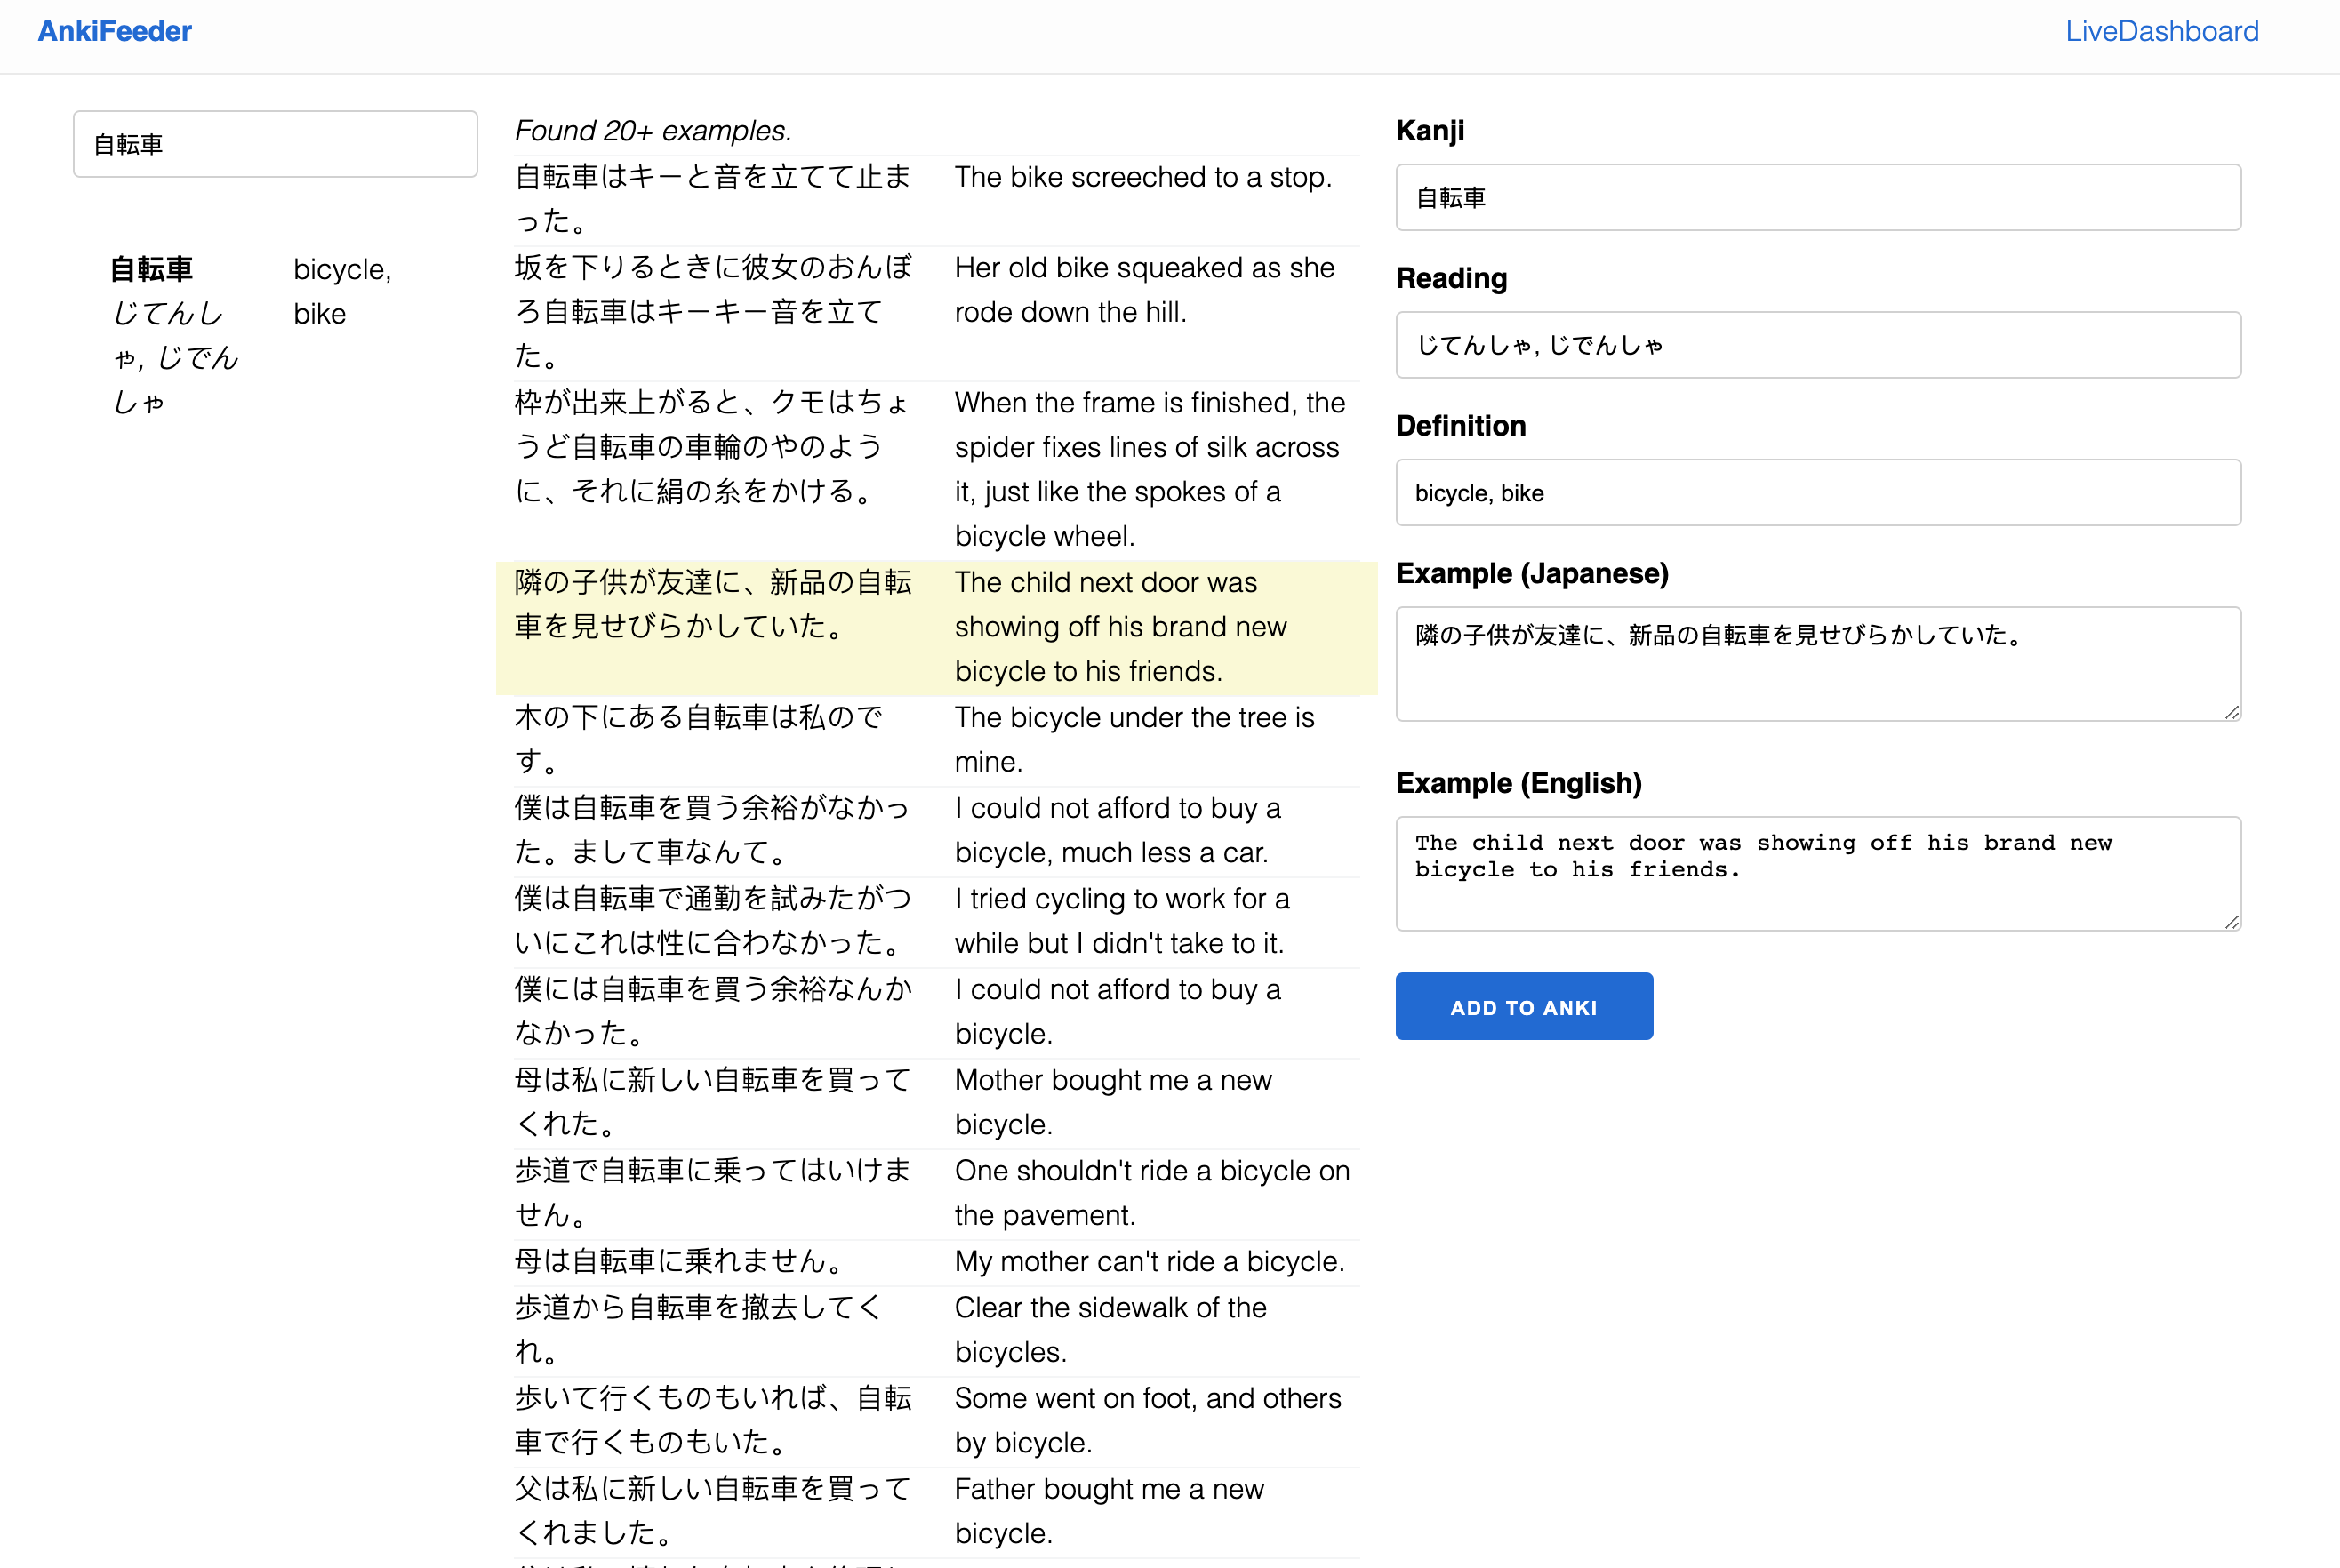 AnkiFeeder
LiveDashboard
自転車
自転車
じてんし
ゃ, じでん
しゃ
bicycle,
bike
Found 20+ examples.
自転車はキーと音を立てて止ま
った。
The bike screeched to a stop.
坂を下りるときに彼女のおんぼ
ろ自転車はキーキー音を立て
た。
Her old bike squeaked as she
rode down the hill.
枠が出来上がると、クモはちょ
うど自転車の車輪のやのよう
に、それに絹の糸をかける。
When the frame is finished, the
spider fixes lines of silk across
it, just like the spokes of a
bicycle wheel.
隣の子供が友達に、新品の自転
車を見せびらかしていた。
The child next door was
showing off his brand new
bicycle to his friends.
木の下にある自転車は私ので
す。
The bicycle under the tree is
mine.
僕は自転車を買う余裕がなかっ
た。まして車なんて。
I could not afford to buy a
bicycle, much less a car.
僕は自転車で通勤を試みたがつ
いにこれは性に合わなかった。
I tried cycling to work for a
while but I didn't take to it.
僕には自転車を買う余裕なんか
なかった。
I could not afford to buy a
bicycle.
母は私に新しい自転車を買って
くれた。
Mother bought me a new
bicycle.
歩道で自転車に乗ってはいけま
せん。
One shouldn't ride a bicycle on
the pavement.
母は自転車に乗れません。
My mother can't ride a bicycle.
歩道から自転車を撤去してく
れ。
Clear the sidewalk of the
bicycles.
歩いて行くものもいれば、自転
車で行くものもいた。
Some went on foot, and others
by bicycle.
父は私に新しい自転車を買って
くれました。
Father bought me a new
bicycle.
Kanji
自転車
Reading
じてんしゃ, じでんしゃ
Definition
bicycle, bike
Example (Japanese)
隣の子供が友達に、新品の自転車を見せびらかしていた。
Example (English)
The child next door was showing off his brand new
bicycle to his friends.
ADD TO ANKI